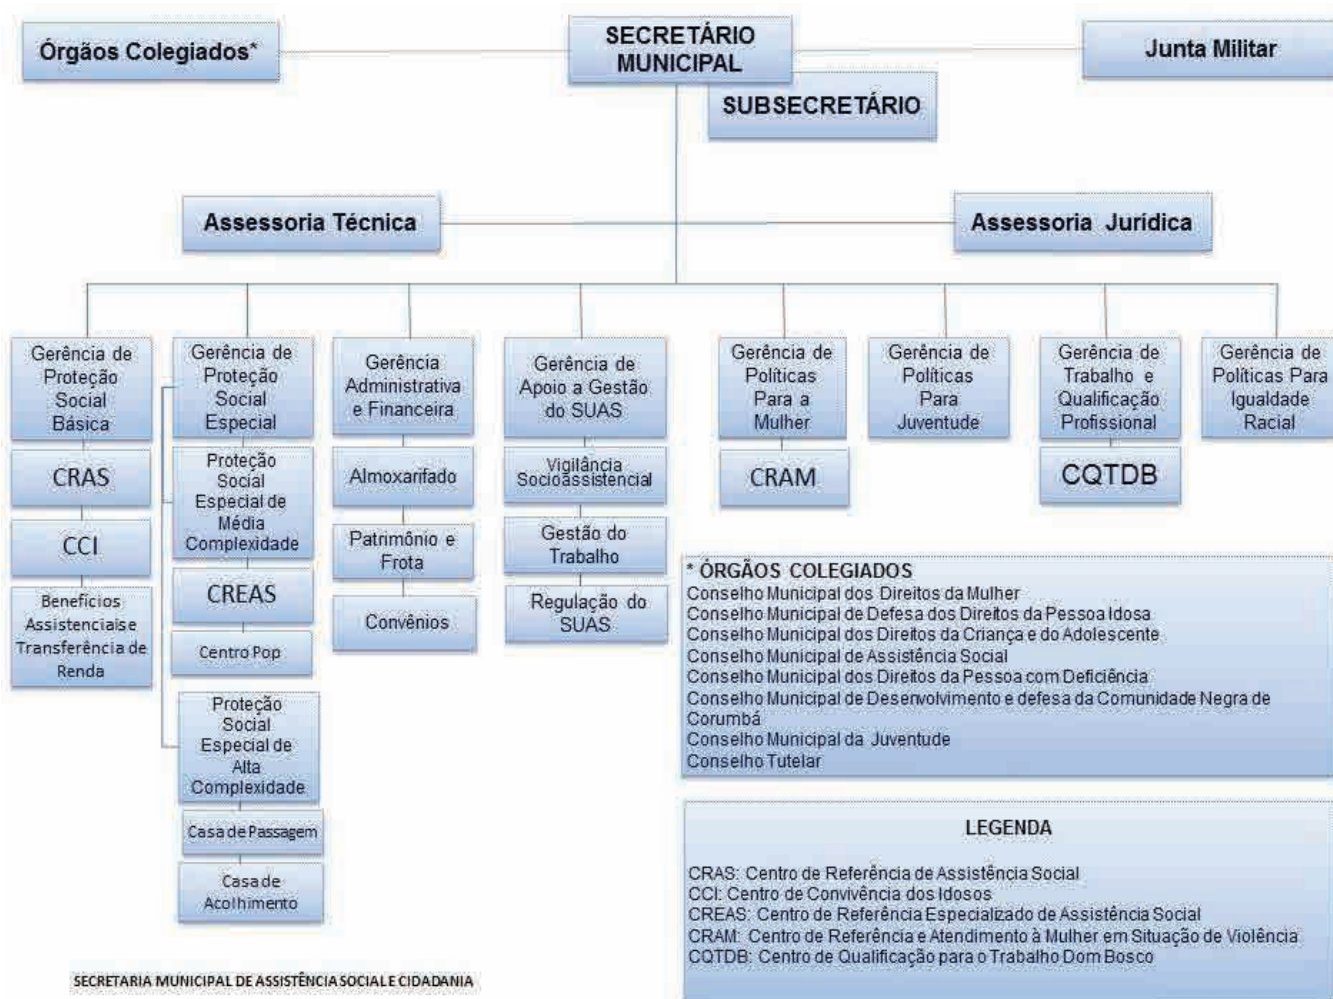 Órgãos Colegiados*
SECRETÁRIO
MUNICIPAL
Junta Militar
SUBSECRETÁRIO
Assessoria Técnica
Assessoria Jurídica
Gerência de
Proteção
Social
Básica
CRAS
CCI
Benefícios
Assistenciaise
Transferência de
Renda
Gerência de
Proteção
Social
Especial
Proteção
Social
Especial de
Média
Complexidade
CREAS
Centro Pop
Proteção
Social
Especial de
Alta
Complexidade
Casa de Passagem
Casa de
Acolhimento
Gerência
Administrativa
e Financeira
Almoxarifado
Patrimônio e
Frota
Convênios
Gerência de
Apoio a Gestão
do SUAS
Vigilância
Socioassistencial
Gestão do
Trabalho
Regulação do
SUAS
Gerência de
Políticas
Para a
Mulher
CRAM
Gerência de
Políticas
Para
Juventude
Gerência de
Trabalho e
Qualificação
Profissional
CQTDB
Gerência de
Políticas Para
Igualdade
Racial
* ÓRGÃOS COLEGIADOS
Conselho Municipal dos Direitos da Mulher
Conselho Municipal de Defesa dos Direitos da Pessoa Idosa
Conselho Municipal dos Direitos da Criança e do Adolescente
Conselho Municipal de Assistência Social
Conselho Municipal dos Direitos da Pessoa com Deficiência
Conselho Municipal de Desenvolvimento e defesa da Comunidade Negra de
Corumbá
Conselho Municipal da Juventude
Conselho Tutelar
LEGENDA
CRAS: Centro de Referência de Assistência Social
CCI: Centro de Convivência dos Idosos
CREAS: Centro de Referência Especializado de Assistência Social
CRAM: Centro de Referência e Atendimento à Mulher em Situação de Violência
CQTDB: Centro de Qualificação para o Trabalho Dom Bosco
SECRETARIA MUNICIPAL DE ASSISTÊNCIA SOCIAL E CIDADANIA